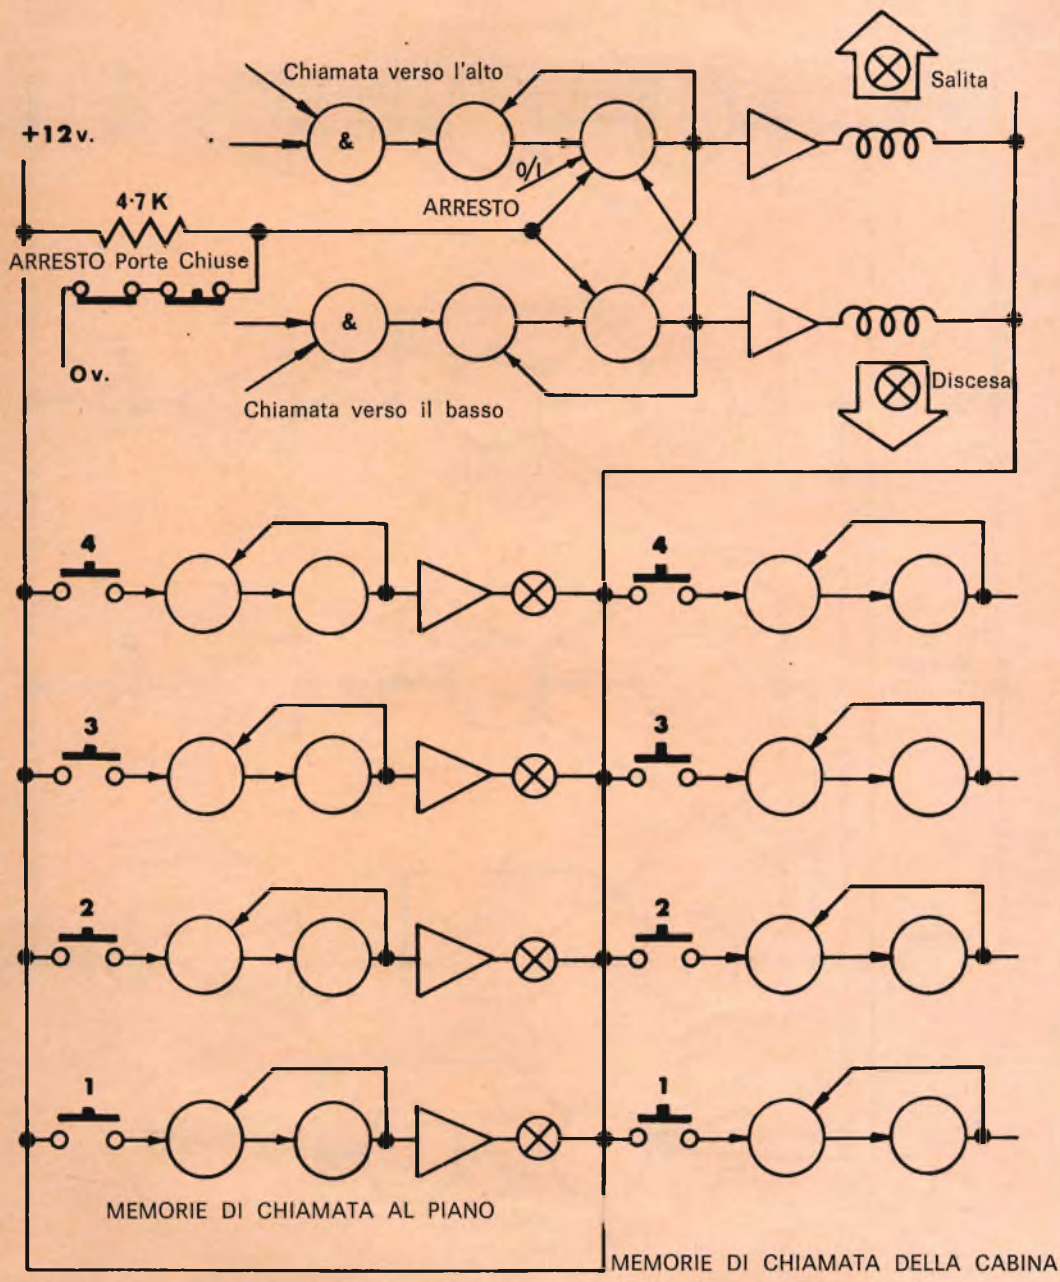 Chiamata verso l'alto
Salita
+12v.
&
0/1
4·7 K
ARRESTO
ARRESTO Porte Chiuse
&
0v.
Discesa
Chiamata verso il basso
4
4
3
3
2
2
1
1
MEMORIE DI CHIAMATA AL PIANO
MEMORIE DI CHIAMATA DELLA CABINA